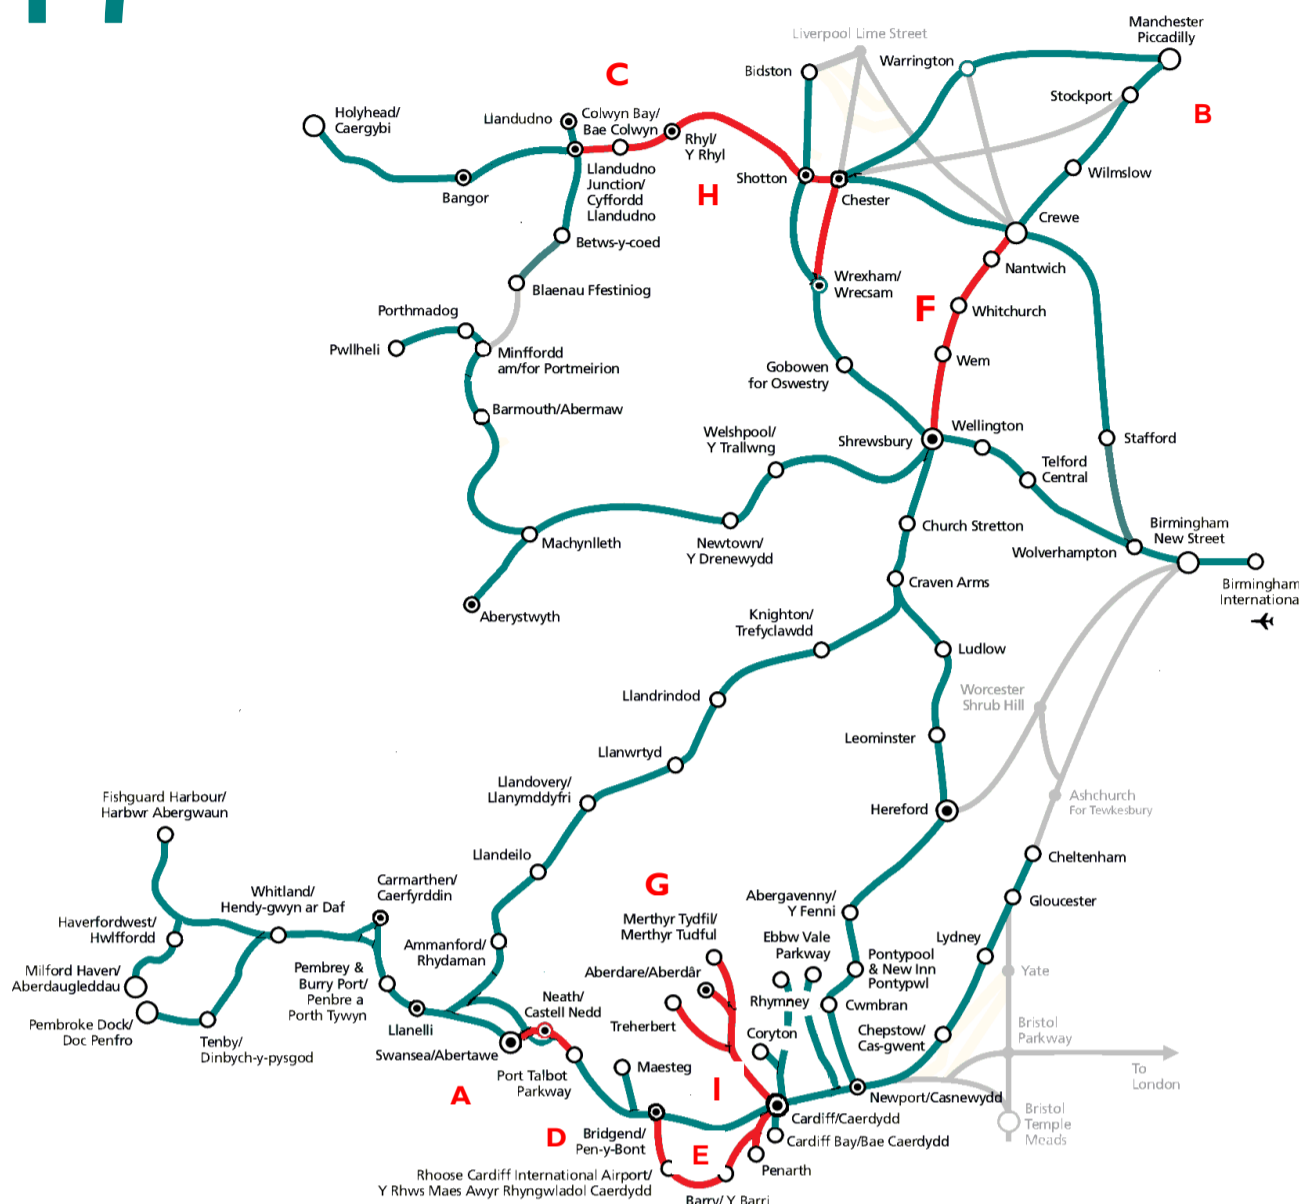 Manchester
Piccadilly
Liverpool Lime Street
Warrington
Bidston
Stockport
B
C
Holyhead/
Caergybi
Llandudno
Colwyn Bay/
Bae Colwyn
Rhyl/
Y Rhyl
Llandudno
Junction/
Cyffordd
Llandudno
Bangor
H
Shotton
Chester
Wilmslow
Crewe
Betws-y-coed
Nantwich
Wrexham/
Wrecsam
Blaenau Ffestiniog
F
Whitchurch
Porthmadog
Pwllheli
Minffordd
am/for Portmeirion
Wem
Gobowen
for Oswestry
Barmouth/Abermaw
Welshpool/
Y Trallwng
Shrewsbury
Wellington
Stafford
Telford
Central
Church Stretton
Birmingham
New Street
Machynlleth
Newtown/
Y Drenewydd
Wolverhampton
Craven Arms
Birmingham
Internationa
Aberystwyth
Knighton/
Trefyclawdd
Ludlow
Llandrindod
Worcester
Shrub Hill
Leominster
Llanwrtyd
Llandovery/
Llanymddyfri
Fishguard Harbour/
Harbwr Abergwaun
Hereford
Ashchurch
For Tewkesbury
Llandeilo
Cheltenham
Whitland/
Hendy-gwyn ar Daf
Carmarthen/
Caerfyrddin
G
Abergavenny/
Y Fenni
Gloucester
Haverfordwest/
Hwlffordd
Merthyr Tydfil/
Merthyr Tudful
Ebbw Vale
Parkway
Lydney
Ammanford/
Rhydaman
Pontypool
& New Inn
Pontypwl
Milford Haven/
Aberdaugleddau
Pembrey &
Burry Port/
Penbre a
Porth Tywyn
Aberdare/Aberdâr
Yate
Neath/
Castell Nedd
Rhymney
Cwmbran
Pembroke Dock/
Doc Penfro
Treherbert
Coryton
Chepstow/
Cas-gwent
Bristol
Parkway
Tenby/
Dinbych-y-pysgod
Llanelli
Swansea/Abertawe
To
London
Port Talbot
Parkway
Maesteg
A
I
Newport/Casnewydd
Cardiff/Caerdydd
Bristol
Temple
Meads
D
Bridgend/
Pen-y-Bont
E
Cardiff Bay/Bae Caerdydd
Penarth
Rhoose Cardiff International Airport/
Y Rhws Maes Awyr Rhyngwladol Caerdydd
Barry/ Y Barri